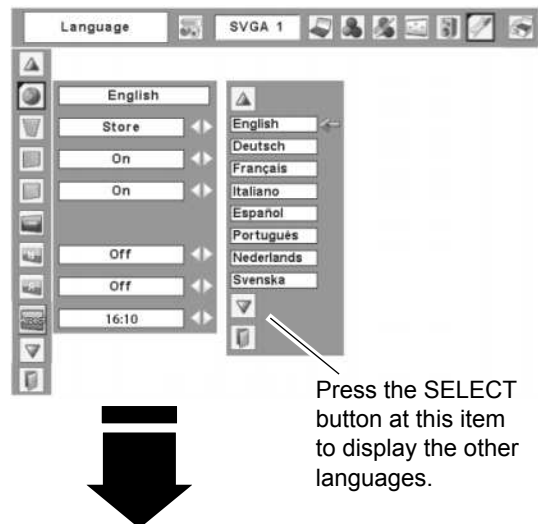 Language
SVGA 1
English
Store
On
On
Off
Off
16:10
English
Deutsch
Français
Italiano
Español
Português
Nederlands
Svenska
Press the SELECT
button at this item
to display the other
languages.